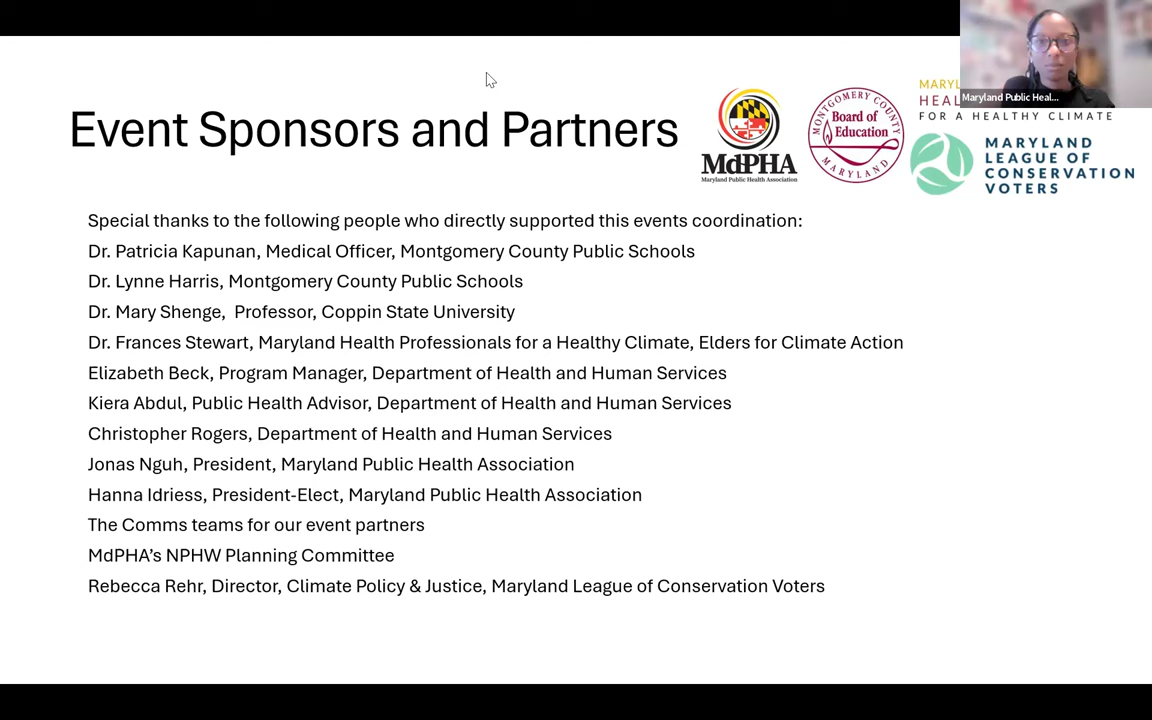 Event Sponsors and Partners
MdPHA
Maryland Public Health Association
MONTGOMERY COUNTY
Board of
Education
MARYLAND
HEAL
FOR A HEALTHY CLIMATE
Maryland Public Heal...
MARYLAND
LEAGUE OF
CONSERVATION
VOTERS
Special thanks to the following people who directly supported this events coordination:
Dr. Patricia Kapunan, Medical Officer, Montgomery County Public Schools
Dr. Lynne Harris, Montgomery County Public Schools
Dr. Mary Shenge, Professor, Coppin State University
Dr. Frances Stewart, Maryland Health Professionals for a Healthy Climate, Elders for Climate Action
Elizabeth Beck, Program Manager, Department of Health and Human Services
Kiera Abdul, Public Health Advisor, Department of Health and Human Services
Christopher Rogers, Department of Health and Human Services
Jonas Nguh, President, Maryland Public Health Association
Hanna Idriess, President-Elect, Maryland Public Health Association
The Comms teams for our event partners
MdPHA’s NPHW Planning Committee
Rebecca Rehr, Director, Climate Policy & Justice, Maryland League of Conservation Voters